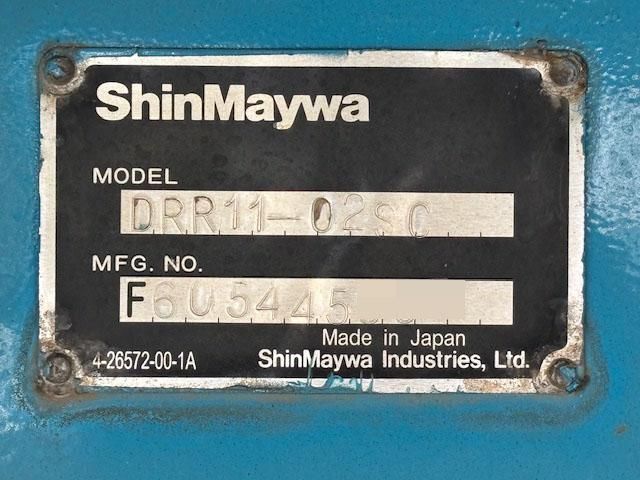 ShinMaywa
MODEL
DRR11-02SC
MFG. NO.
F605445
Made in Japan
4-26572-00-1A
ShinMaywa Industries, Ltd.